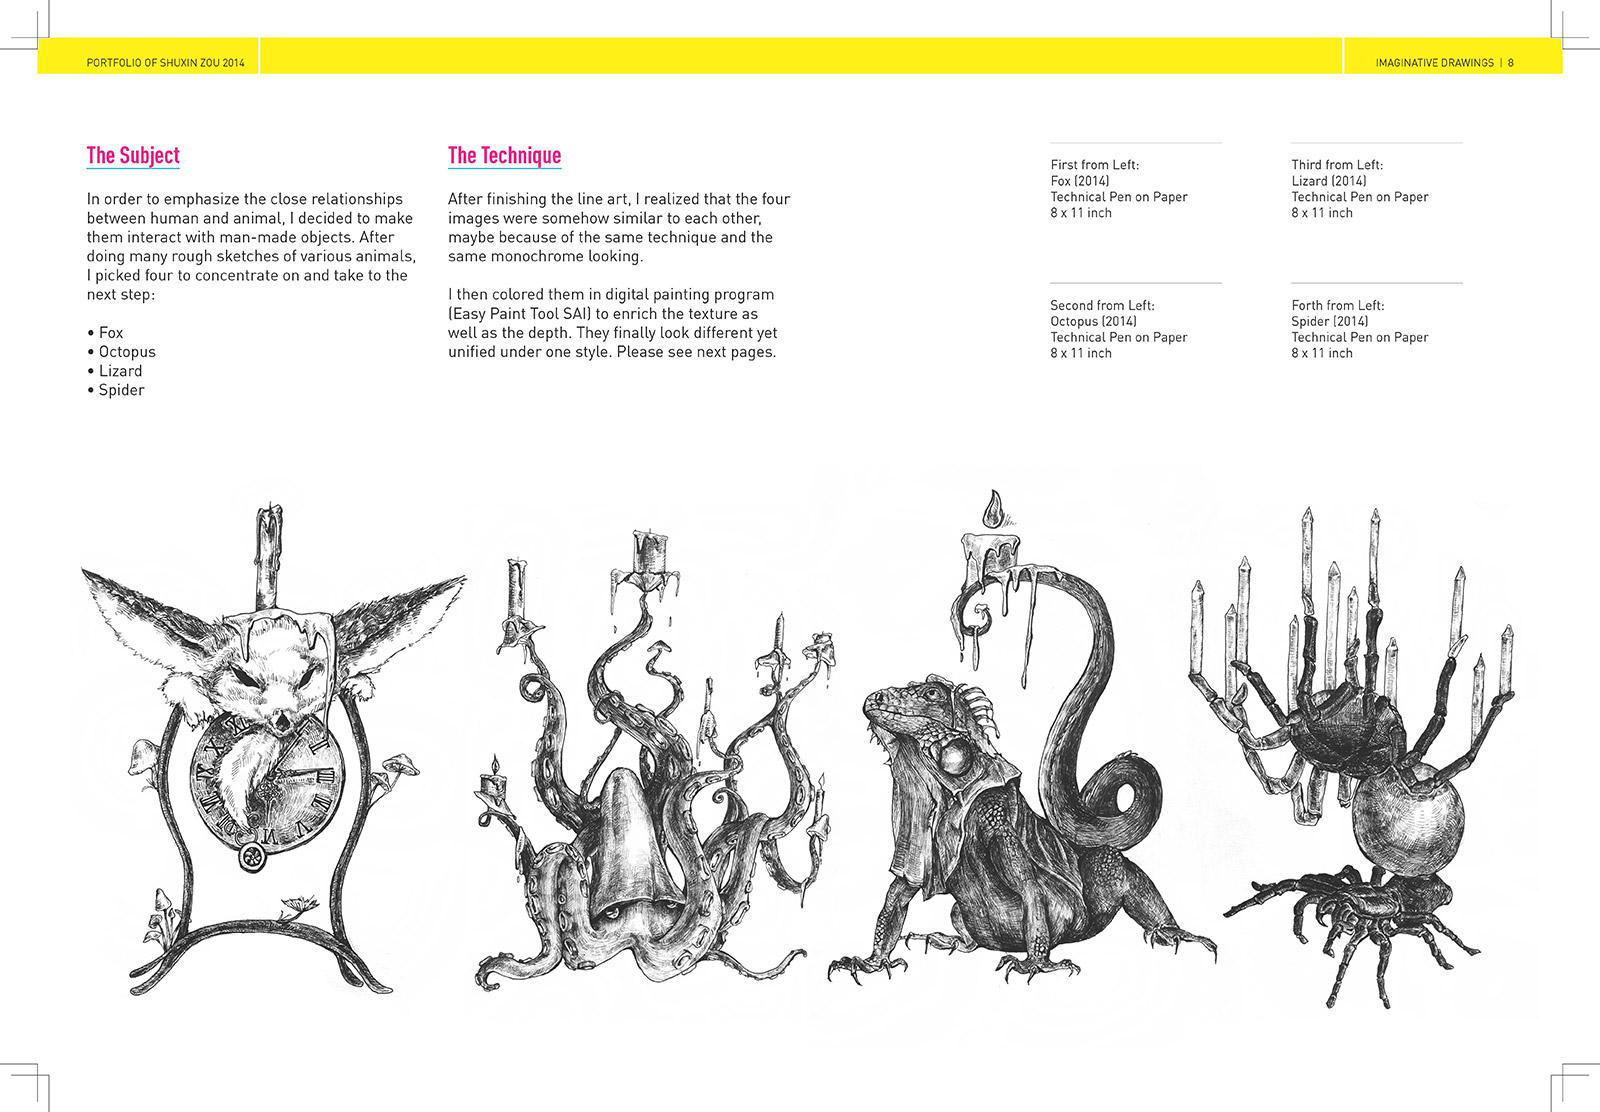 PORTFOLIO OF SHUXIN ZOU 2014
IMAGINATIVE DRAWINGS | 8
The Subject
In order to emphasize the close relationships
between human and animal, I decided to make
them interact with man-made objects. After
doing many rough sketches of various animals,
I picked four to concentrate on and take to the
next step:
• Fox
• Octopus
• Lizard
• Spider
The Technique
After finishing the line art, I realized that the four
images were somehow similar to each other,
maybe because of the same technique and the
same monochrome looking.
I then colored them in digital painting program
(Easy Paint Tool SAI) to enrich the texture as
well as the depth. They finally look different yet
unified under one style. Please see next pages.
First from Left:
Fox (2014)
Technical Pen on Paper
8 x 11 inch
Second from Left:
Octopus (2014)
Technical Pen on Paper
8 x 11 inch
Third from Left:
Lizard (2014)
Technical Pen on Paper
8 x 11 inch
Forth from Left:
Spider (2014)
Technical Pen on Paper
8 x 11 inch